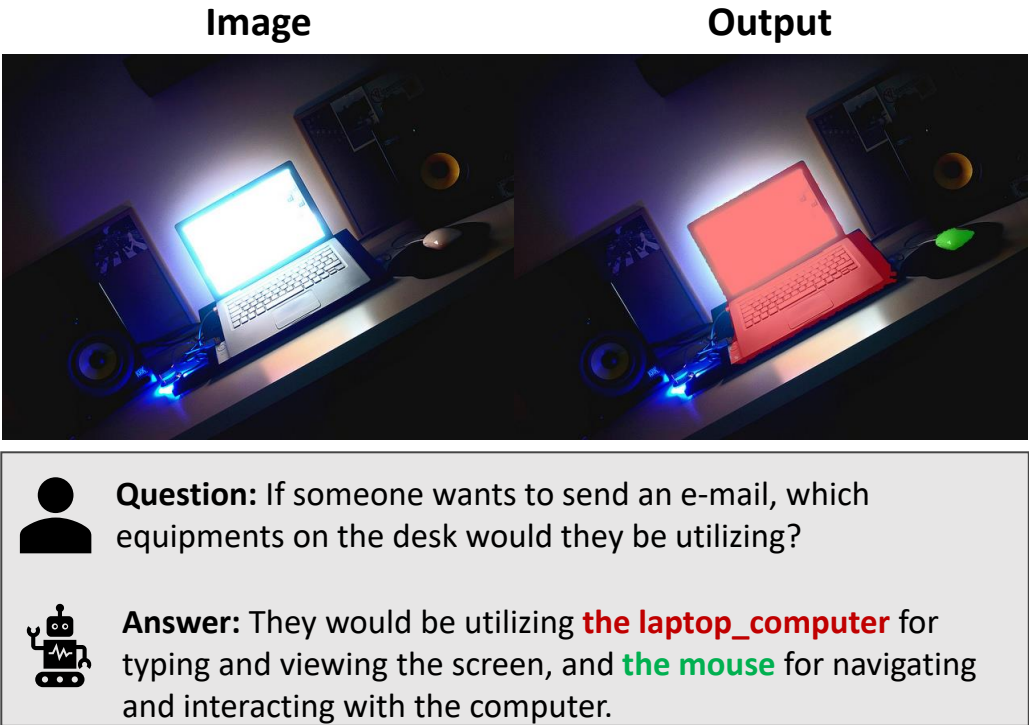 Image
Output
Question: If someone wants to send an e-mail, which
equipments on the desk would they be utilizing?
Answer: They would be utilizing the laptop_computer for
typing and viewing the screen, and the mouse for navigating
and interacting with the computer.